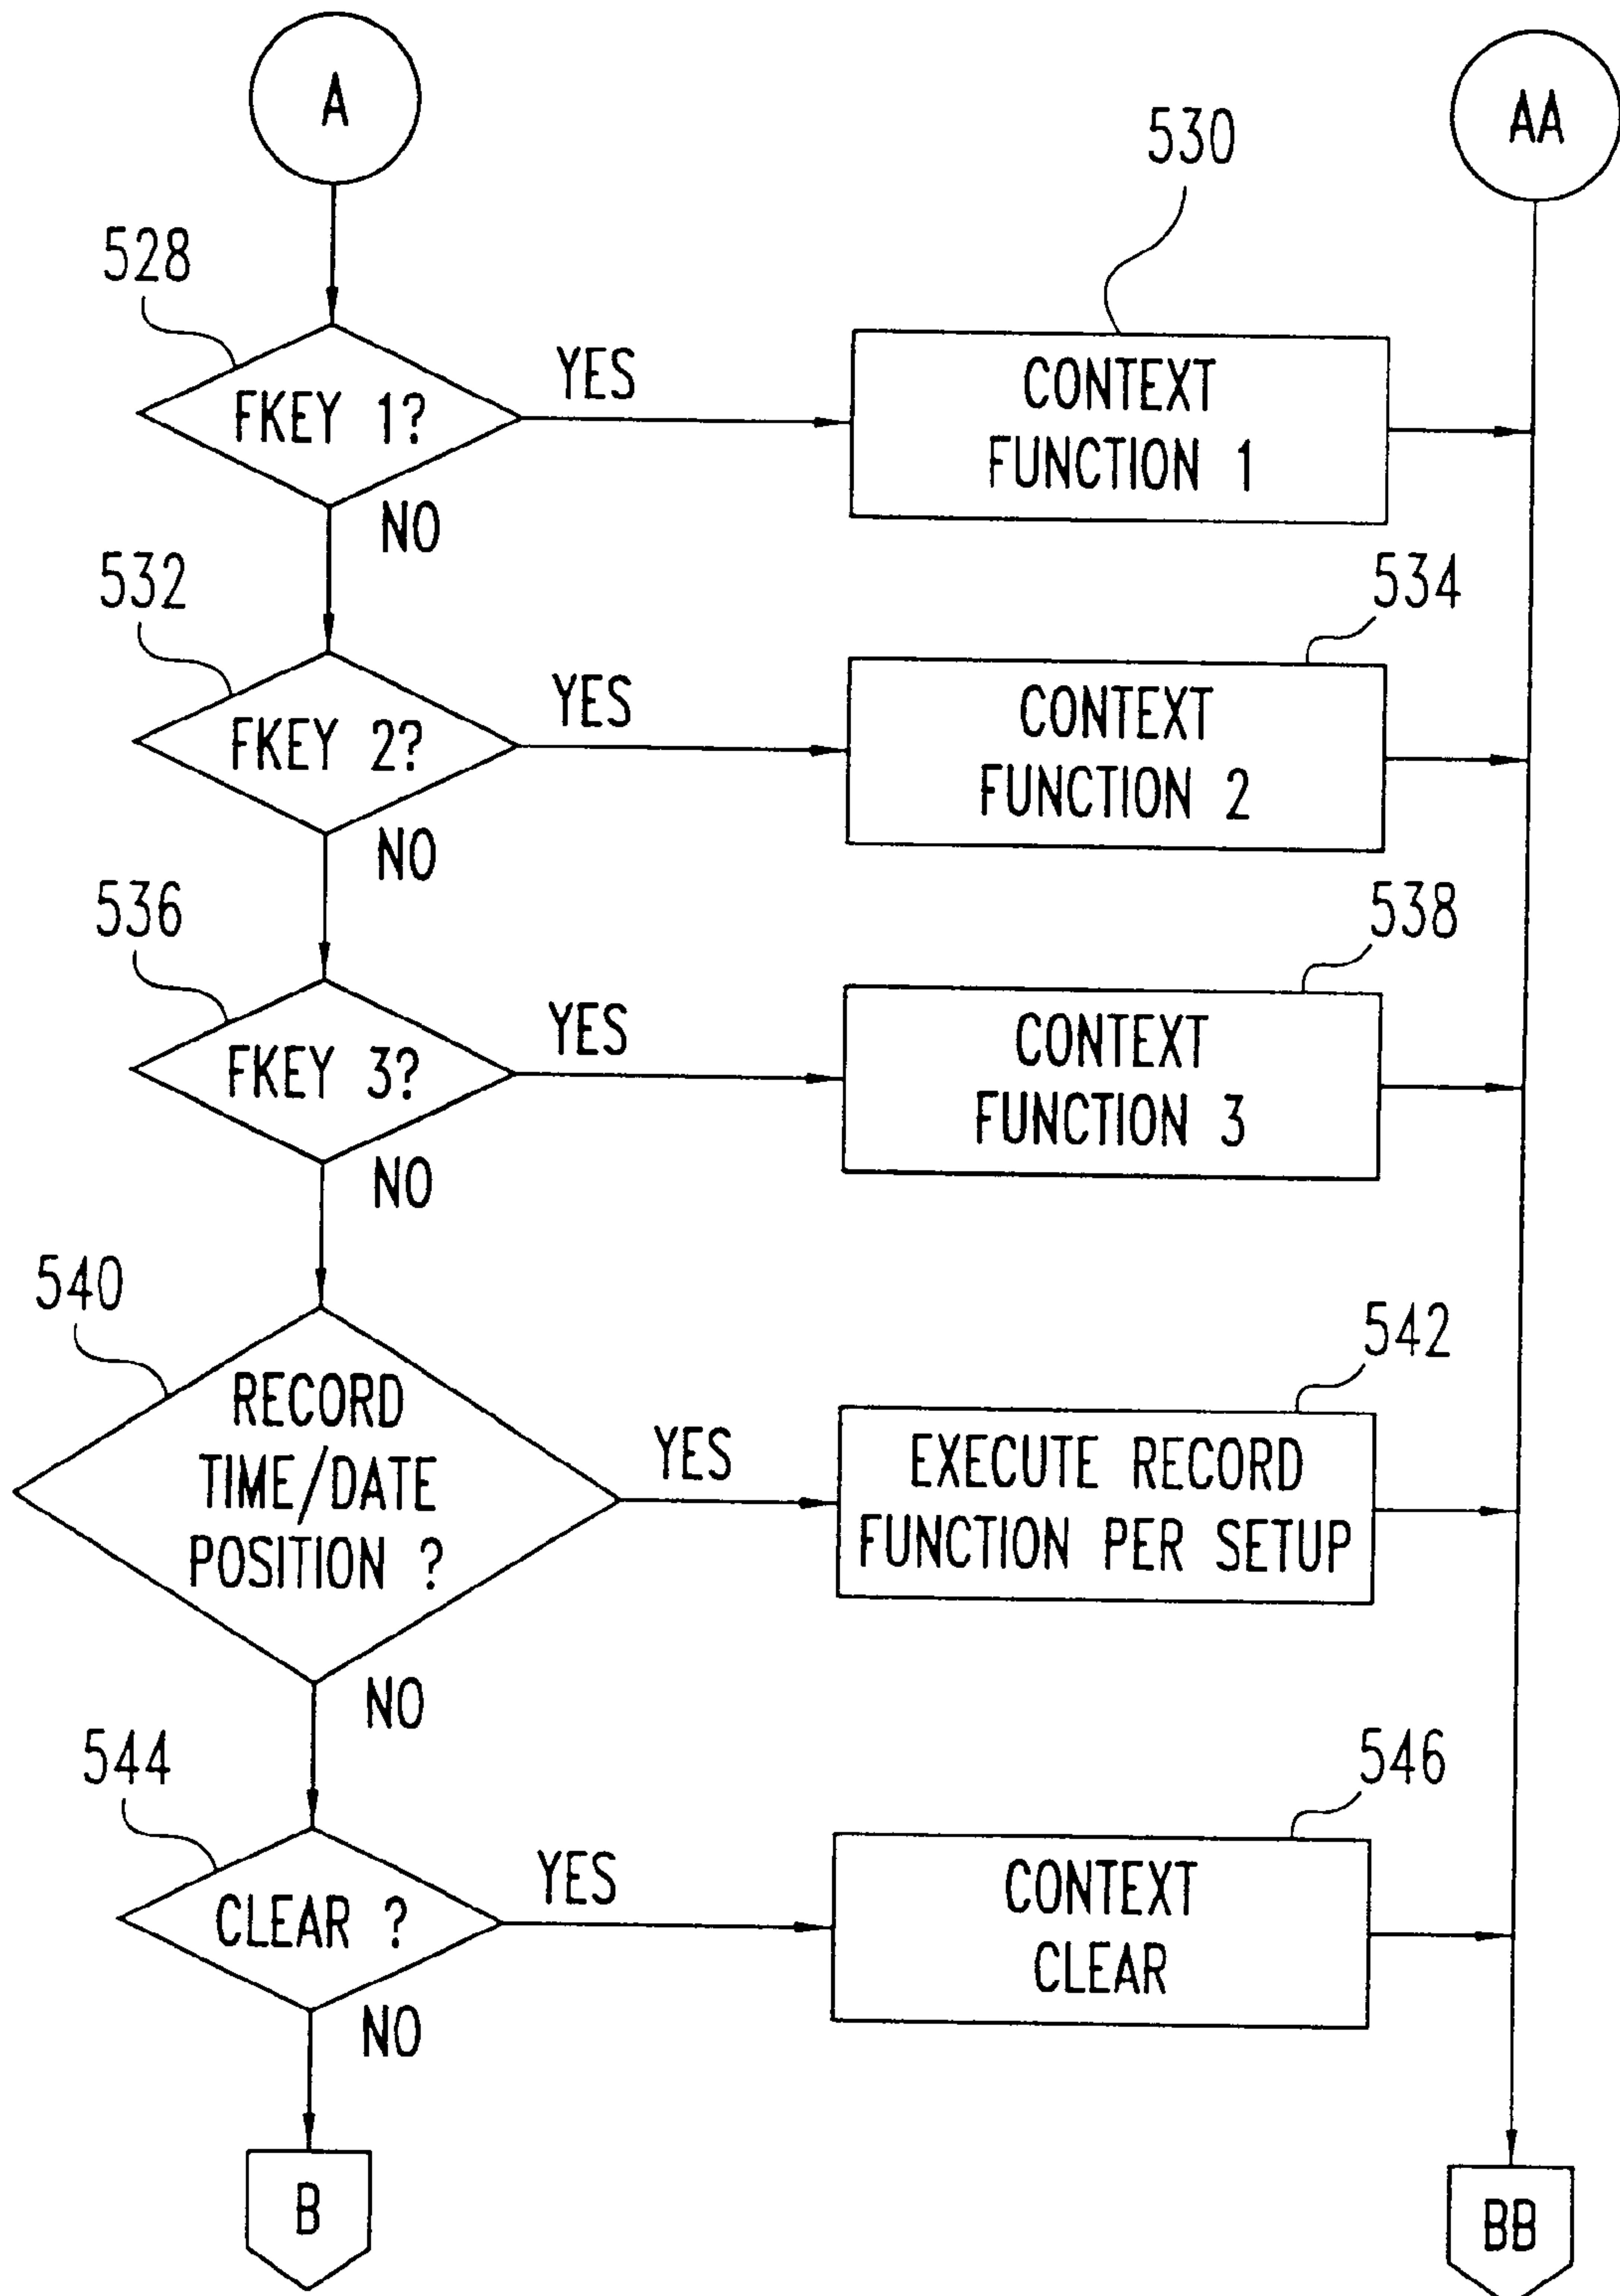 A
AA
530
528
FKEY 1?
YES
CONTEXT
FUNCTION 1
NO
532
534
FKEY 2?
YES
CONTEXT
FUNCTION 2
NO
536
538
FKEY 3?
YES
CONTEXT
FUNCTION 3
NO
540
542
RECORD
TIME/DATE
POSITION ?
YES
EXECUTE RECORD
FUNCTION PER SETUP
NO
544
546
CLEAR ?
YES
CONTEXT
CLEAR
NO
B
BB